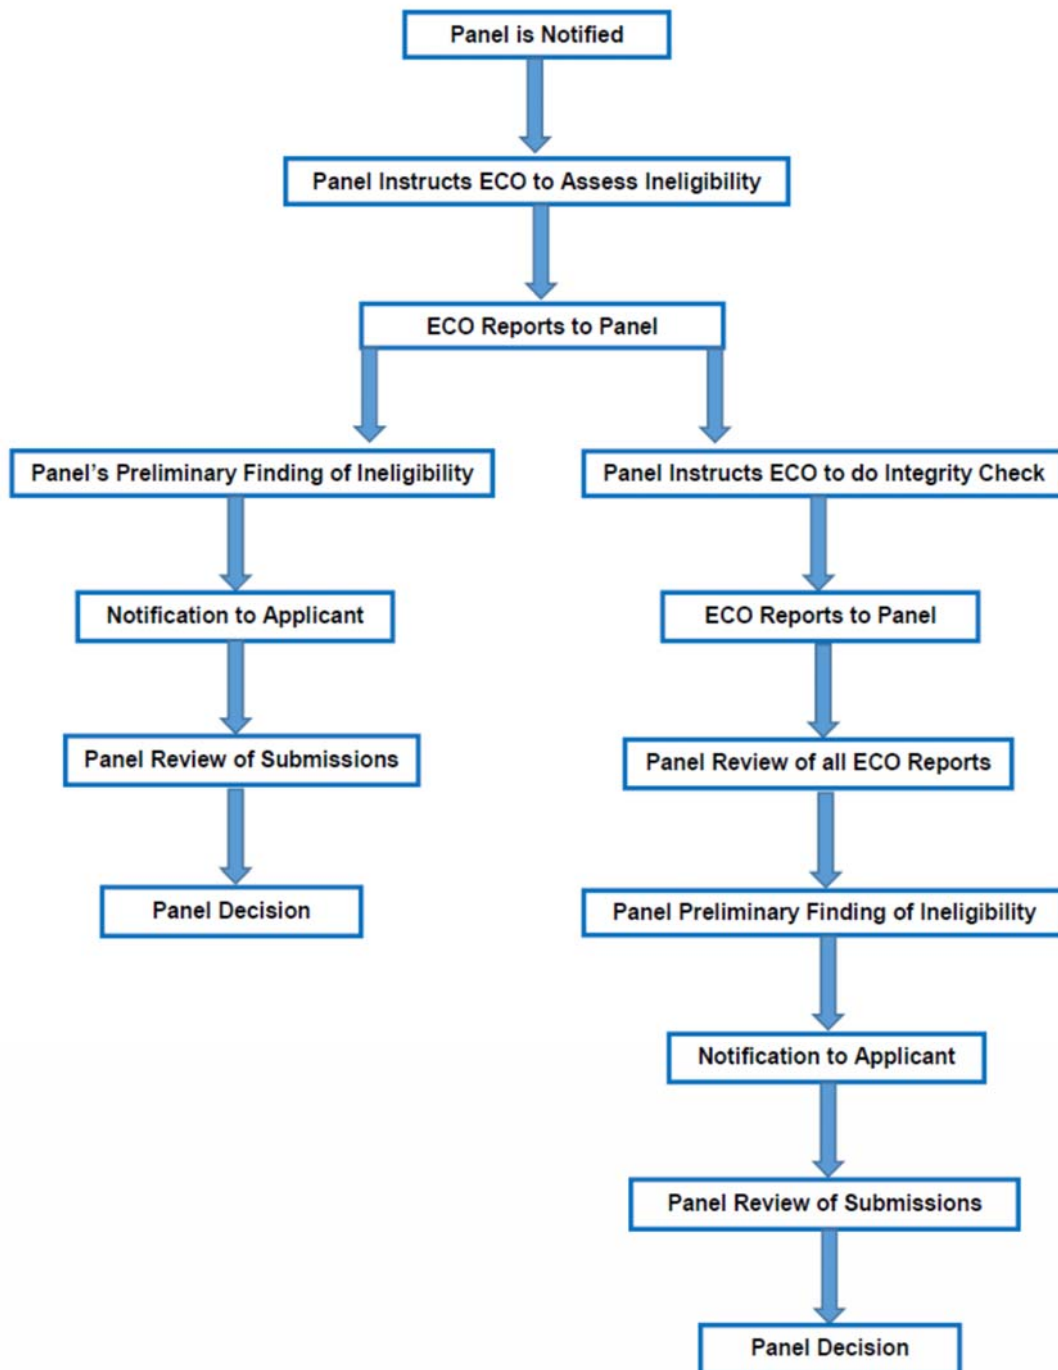 Panel is Notified
Panel Instructs ECO to Assess Ineligibility
ECO Reports to Panel
Panel's Preliminary Finding of Ineligibility
Notification to Applicant
Panel Review of Submissions
Panel Decision
Panel Instructs ECO to do Integrity Check
ECO Reports to Panel
Panel Review of all ECO Reports
Panel Preliminary Finding of Ineligibility
Notification to Applicant
Panel Review of Submissions
Panel Decision